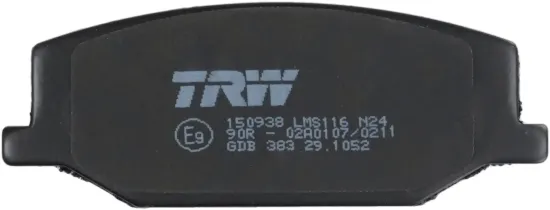 TRW
150938 LMS116 N24
E9 90R - 02A0107/0211
GDB 383 29.1052